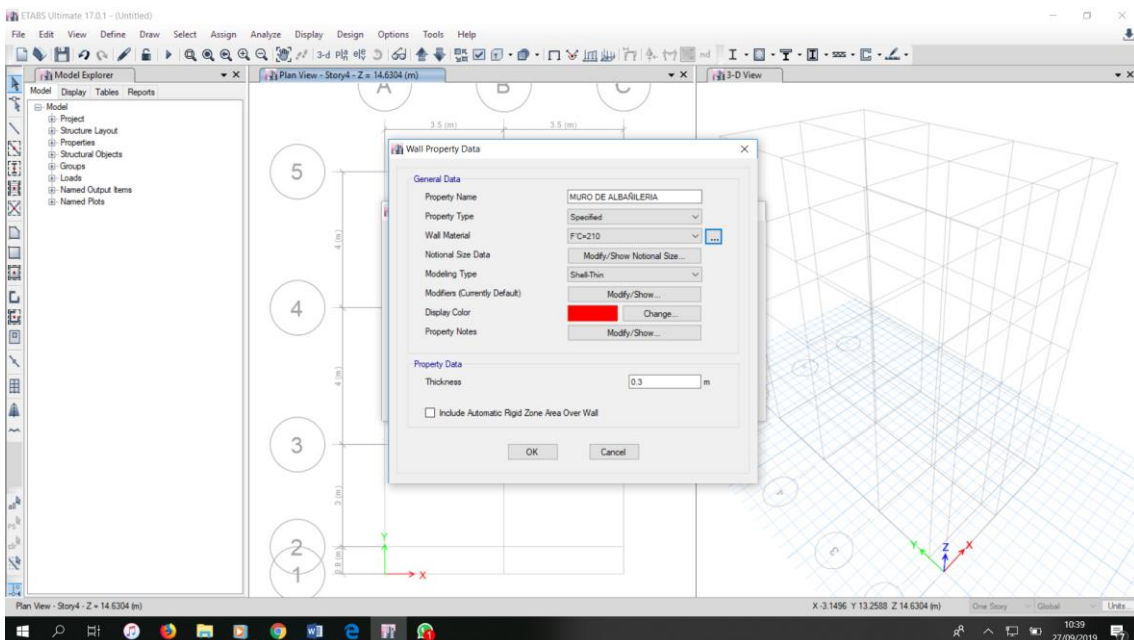 ETABS Ultimate 17.0.1 - (Untitled)
File Edit View Define Draw Select Assign Analyze Display Design Options Tools Help
3-d
nd
Model Explorer
Model Display Tables Reports
Model
Project
Structure Layout
Properties
Structural Objects
Groups
Loads
Named Output Items
Named Plots
Plan View - Story4 - Z = 14.6304 (m)
A B C
3.5 (m) 3.5 (m)
5
4 (m)
4
4 (m)
3
3 (m)
2
0.9 (m)
1
Y
X
Wall Property Data
General Data
Property Name MURO DE ALBAÑILERIA
Property Type Specified
Wall Material F'C=210 ...
Notional Size Data Modify/Show Notional Size...
Modeling Type Shell-Thin
Modifiers (Currently Default) Modify/Show...
Display Color Change...
Property Notes Modify/Show...
Property Data
Thickness 0.3 m
Include Automatic Rigid Zone Area Over Wall
OK Cancel
3-D View
Y Z X
Plan View - Story4 - Z = 14.6304 (m) X -3.1496 Y 13.2588 Z 14.6304 (m) One Story Global Units...
10:39
27/09/2019